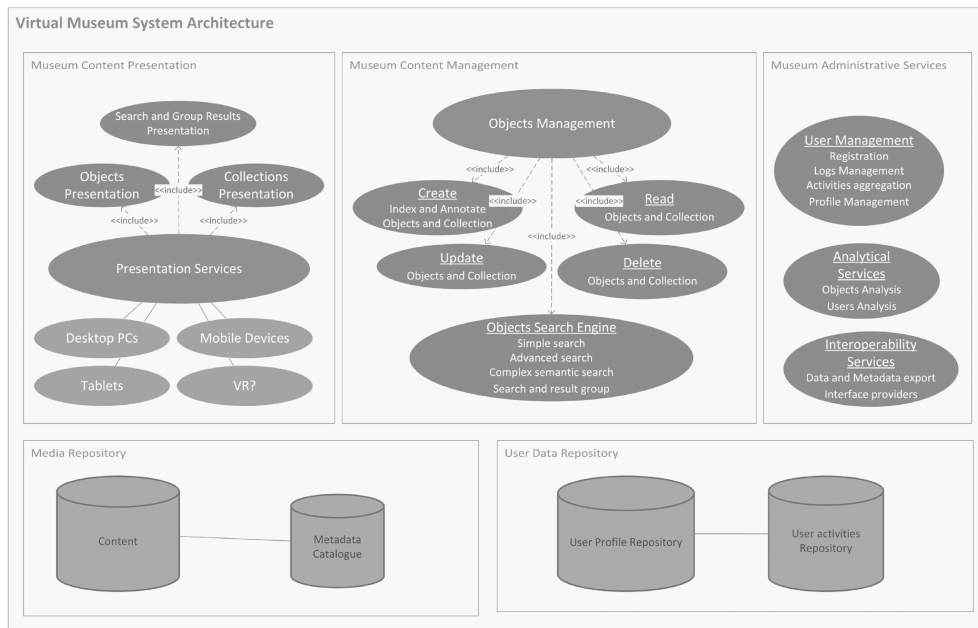 Virtual Museum System Architecture
Museum Content Presentation
Search and Group Results
Presentation
Objects
Presentation
<<include>>
Collections
Presentation
<<include>>
<<include>>
Presentation Services
Desktop PCs
Mobile Devices
Tablets
VR?
Museum Content Management
Objects Management
<<include>>
<<include>>
Create
Index and Annotate
Objects and Collection
<<include>>
<<include>>
Read
Objects and Collection
<<include>>
Update
Objects and Collection
Delete
Objects and Collection
Objects Search Engine
Simple search
Advanced search
Complex semantic search
Search and result group
Museum Administrative Services
User Management
Registration
Logs Management
Activities aggregation
Profile Management
Analytical
Services
Objects Analysis
Users Analysis
Interoperability
Services
Data and Metadata export
Interface providers
Media Repository
Content
Metadata
Catalogue
User Data Repository
User Profile Repository
User activities
Repository